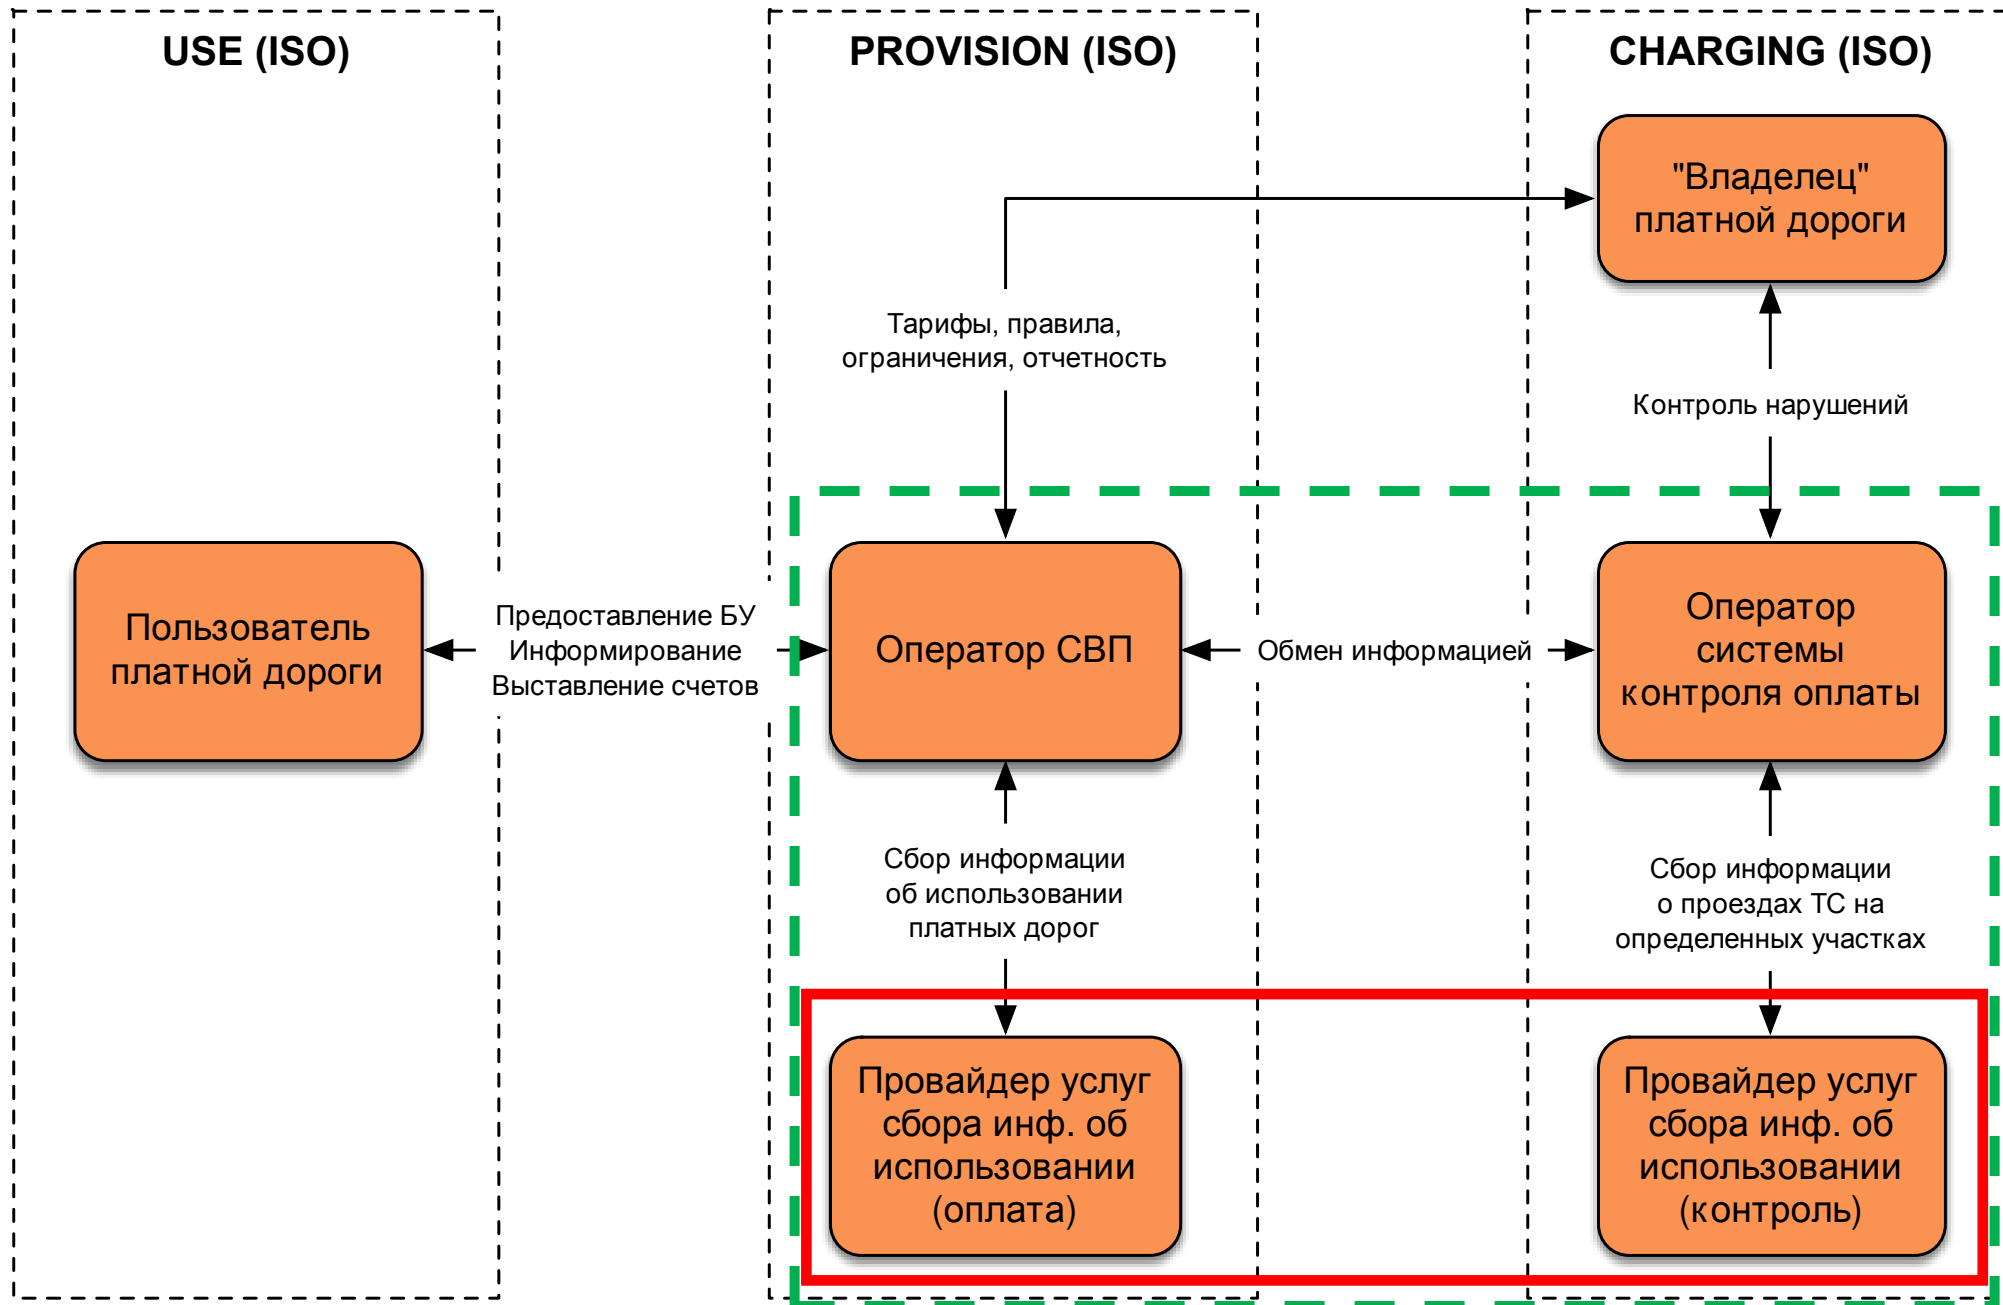 USE (ISO)
PROVISION (ISO)
CHARGING (ISO)
"Владелец"
платной дороги
Тарифы, правила,
ограничения, отчетность
Контроль нарушений
Пользователь
платной дороги
Предоставление БУ
Информирование
Выставление счетов
Оператор СВП
Обмен информацией
Оператор
системы
контроля оплаты
Сбор информации
об использовании
платных дорог
Сбор информации
о проездах ТС на
определенных участках
Провайдер услуг
сбора инф. об
использовании
(оплата)
Провайдер услуг
сбора инф. об
использовании
(контроль)